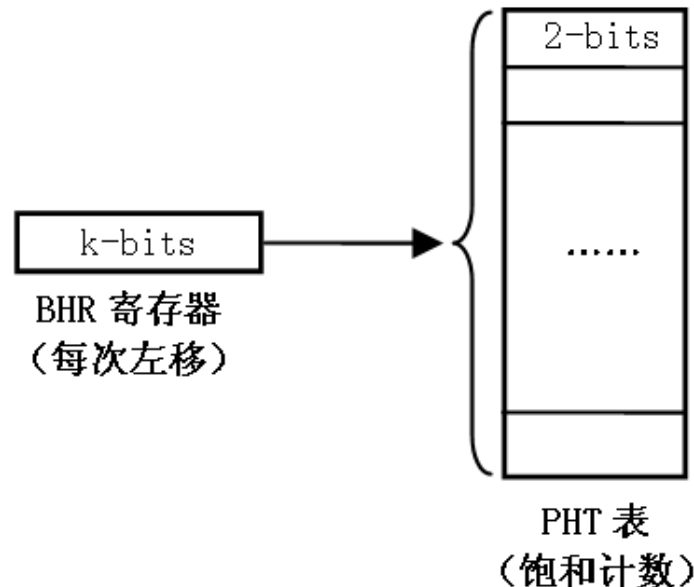 2-bits
k-bits
……
BHR 寄存器
（每次左移）
PHT 表
（饱和计数）